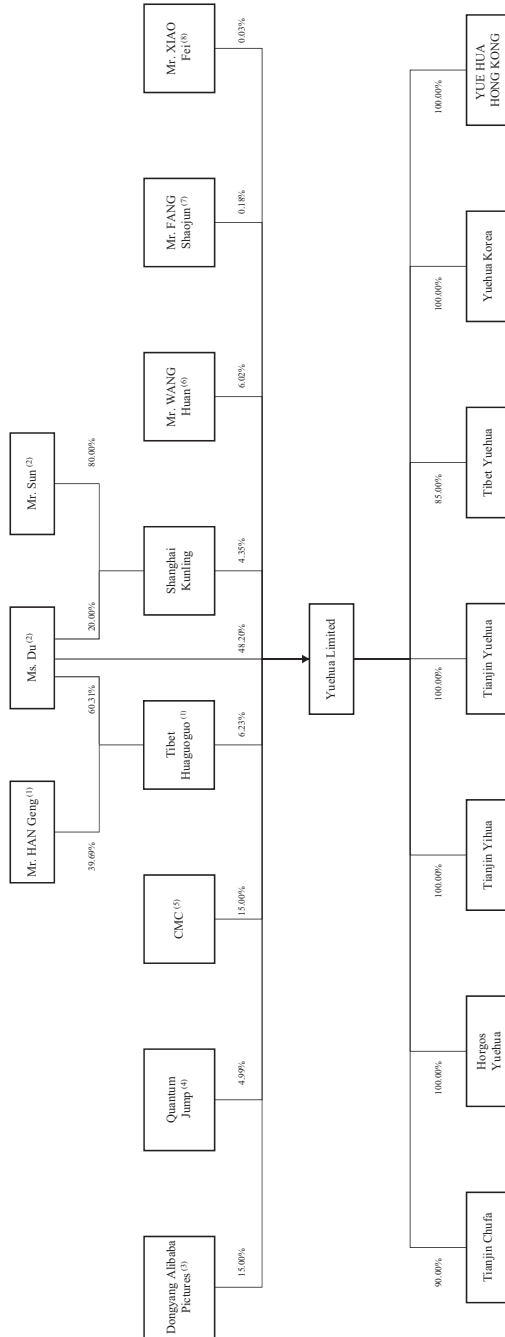 Mr. HAN Geng (1)
Ms. Du (2)
Mr. Sun (2)
39.69%
60.31%
20.00%
80.00%
Dongyang Alibaba
Pictures (3)
Quantum
Jump (4)
CMC (5)
Tibet
Huaguoguo (1)
Shanghai
Kunling
Mr. WANG
Huan (6)
Mr. FANG
Shaojun (7)
Mr. XIAO
Fei (8)
15.00%
4.99%
15.00%
6.23%
48.20%
4.35%
6.02%
0.18%
0.03%
Yuehua Limited
90.00%
100.00%
100.00%
100.00%
85.00%
100.00%
100.00%
Tianjin Chufa
Horgos
Yuehua
Tianjin Yihua
Tianjin Yuehua
Tibet Yuehua
Yuehua Korea
YUE HUA
HONG KONG